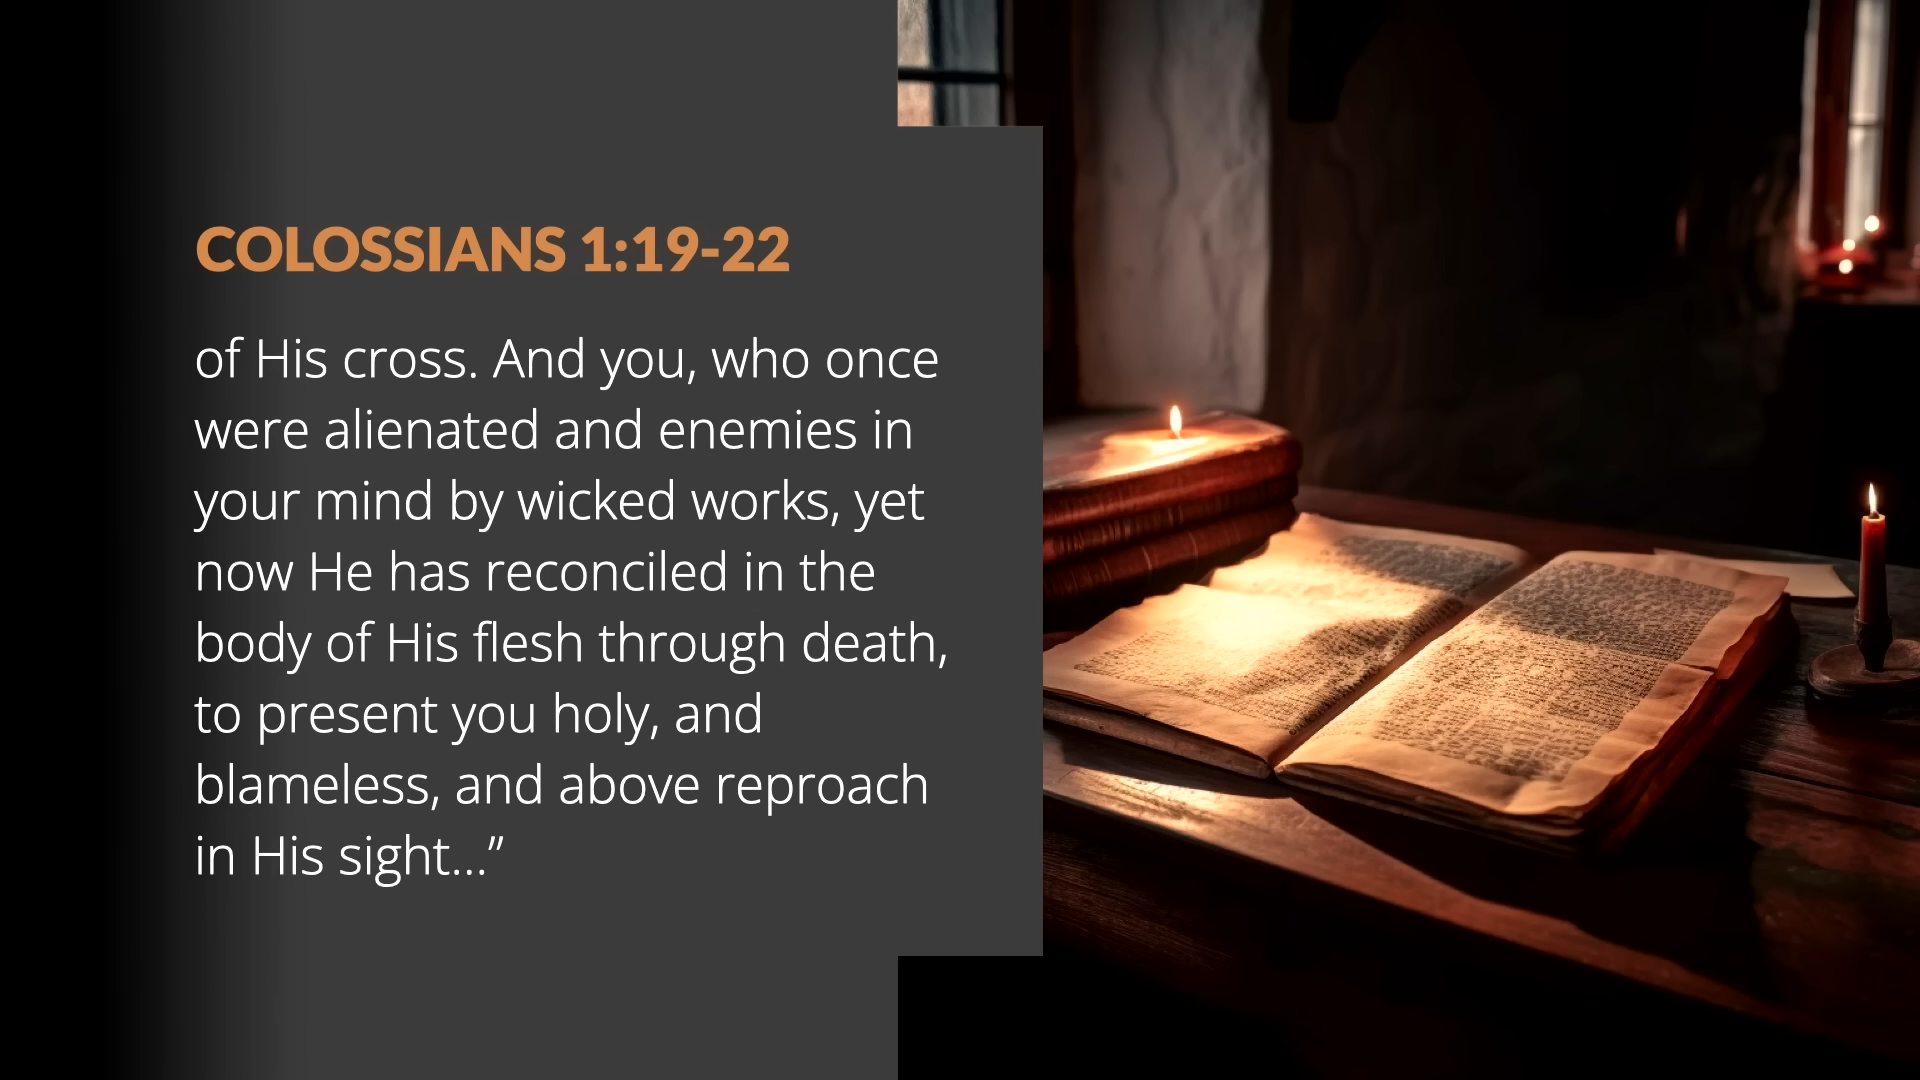 COLOSSIANS 1:19-22
of His cross. And you, who once
were alienated and enemies in
your mind by wicked works, yet
now He has reconciled in the
body of His flesh through death,
to present you holy, and
blameless, and above reproach
in His sight...”